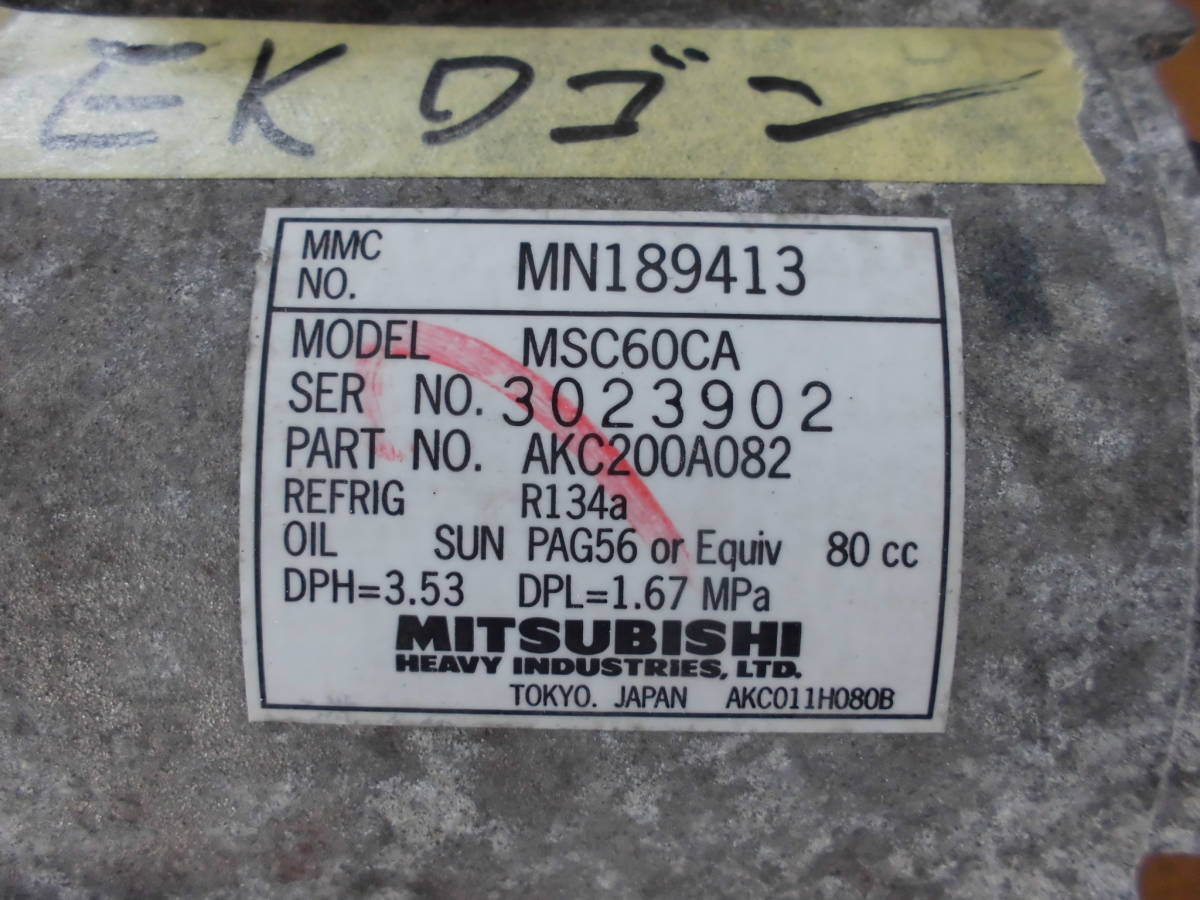 EKワゴン
MMC NO. MN189413
MODEL MSC60CA
SER NO. 3023902
PART NO. AKC200A082
REFRIG R134a
OIL SUN PAG56 or Equiv 80 cc
DPH=3.53 DPL=1.67 MPa
MITSUBISHI
HEAVY INDUSTRIES, LTD.
TOKYO. JAPAN AKC011H080B